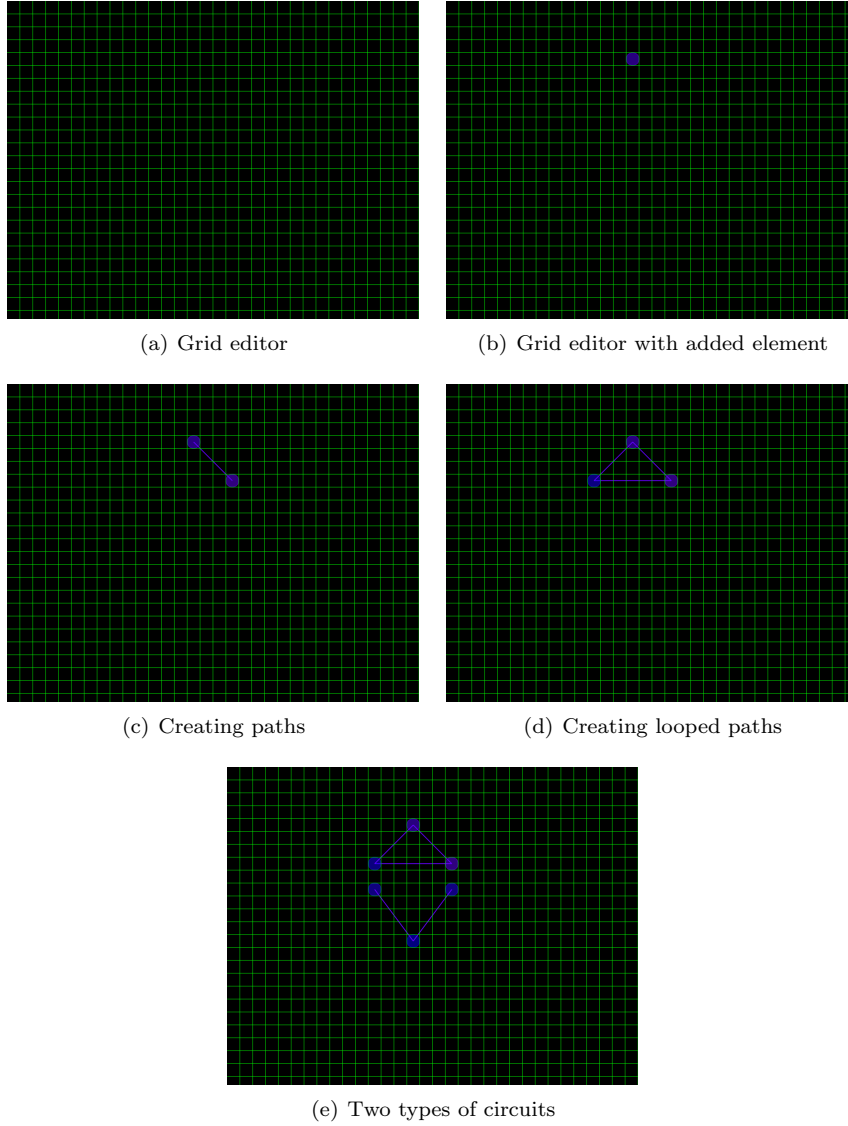 (a) Grid editor
(b) Grid editor with added element
(c) Creating paths
(d) Creating looped paths
(e) Two types of circuits